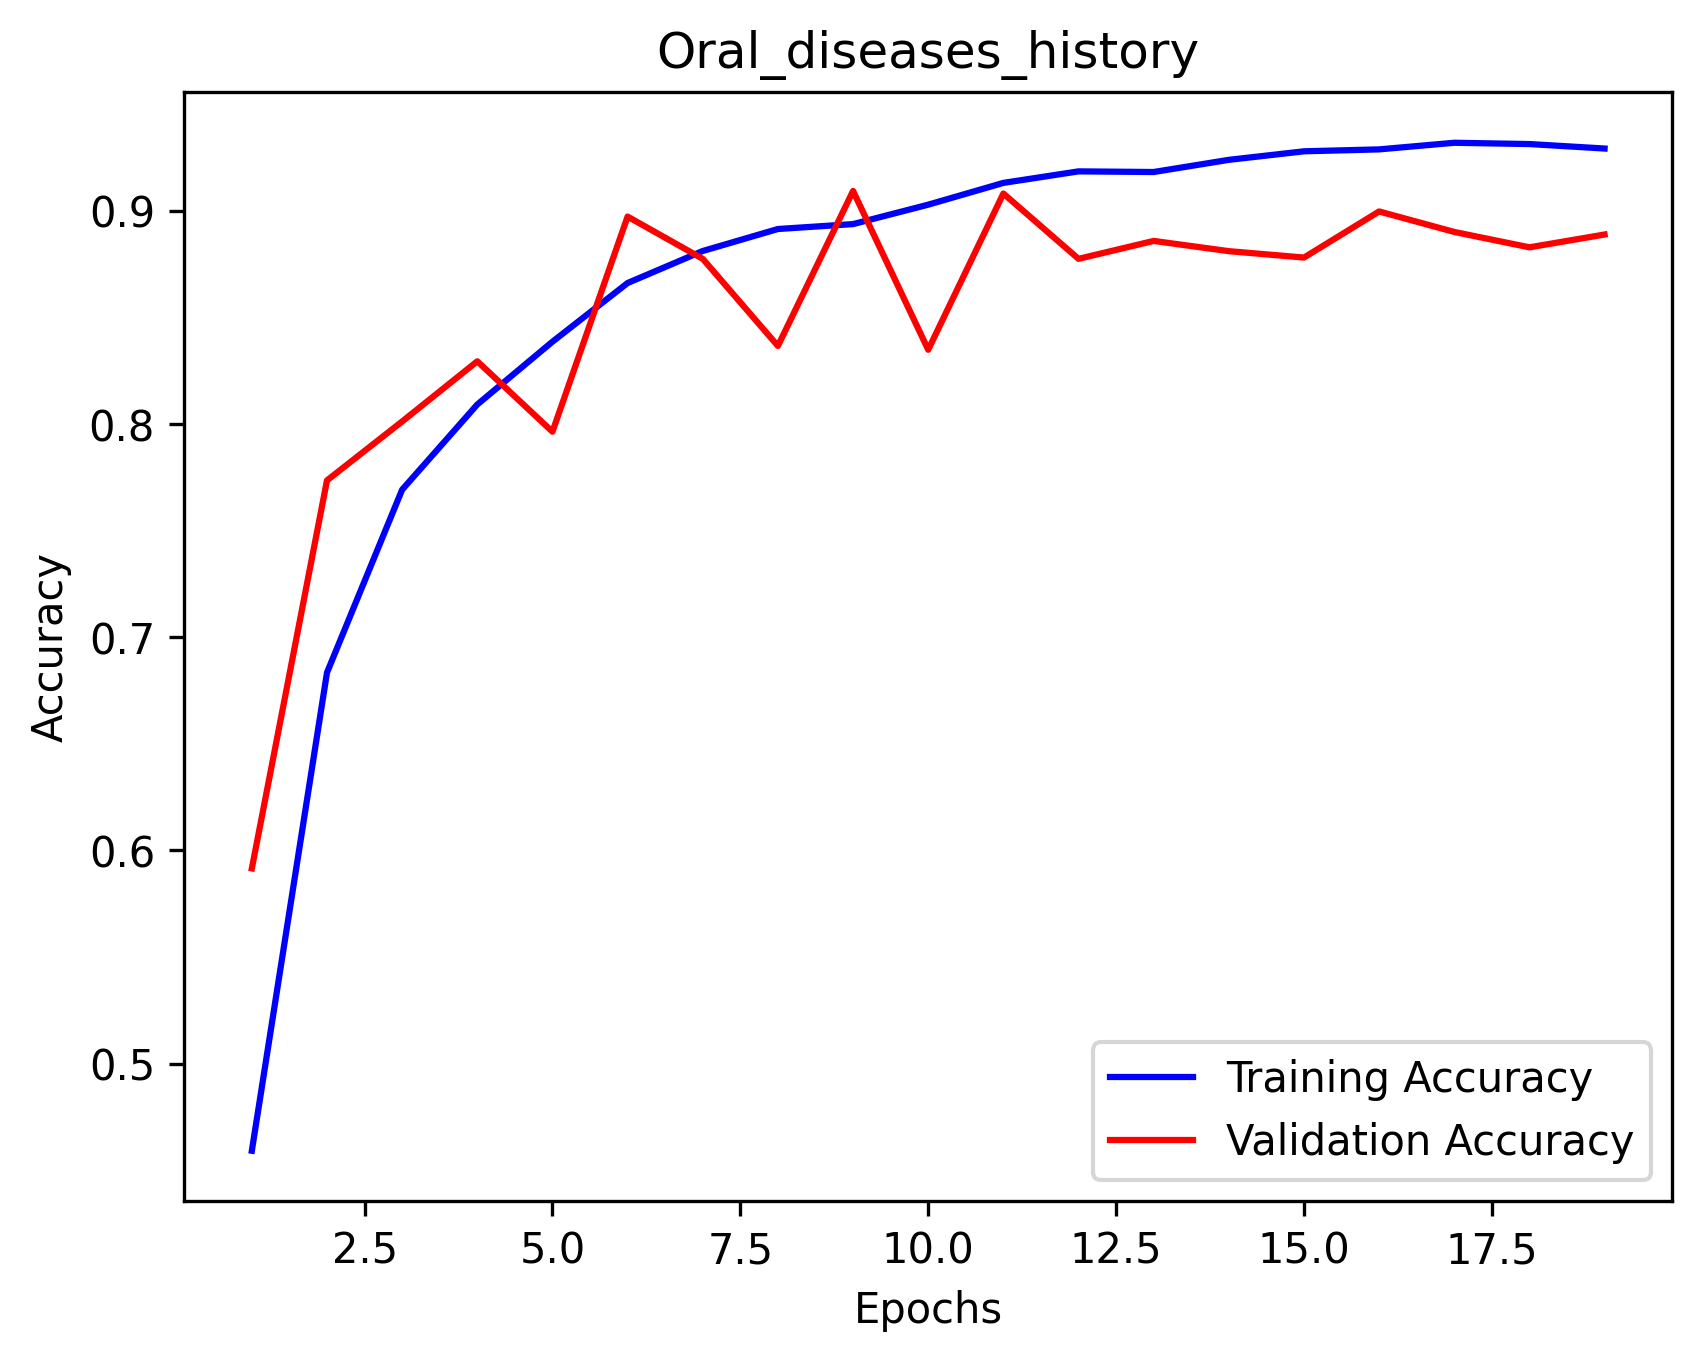 Oral_diseases_history
Accuracy
0.9
0.8
0.7
0.6
0.5
Training Accuracy
Validation Accuracy
2.5 5.0 7.5 10.0 12.5 15.0 17.5
Epochs